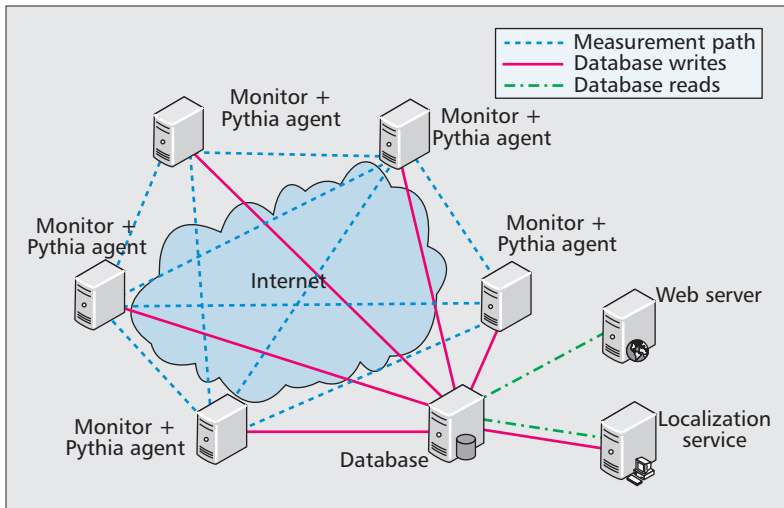 Measurement path
Database writes
Database reads
Monitor +
Pythia agent
Monitor +
Pythia agent
Monitor +
Pythia agent
Monitor +
Pythia agent
Internet
Web server
Monitor +
Pythia agent
Database
Localization
service